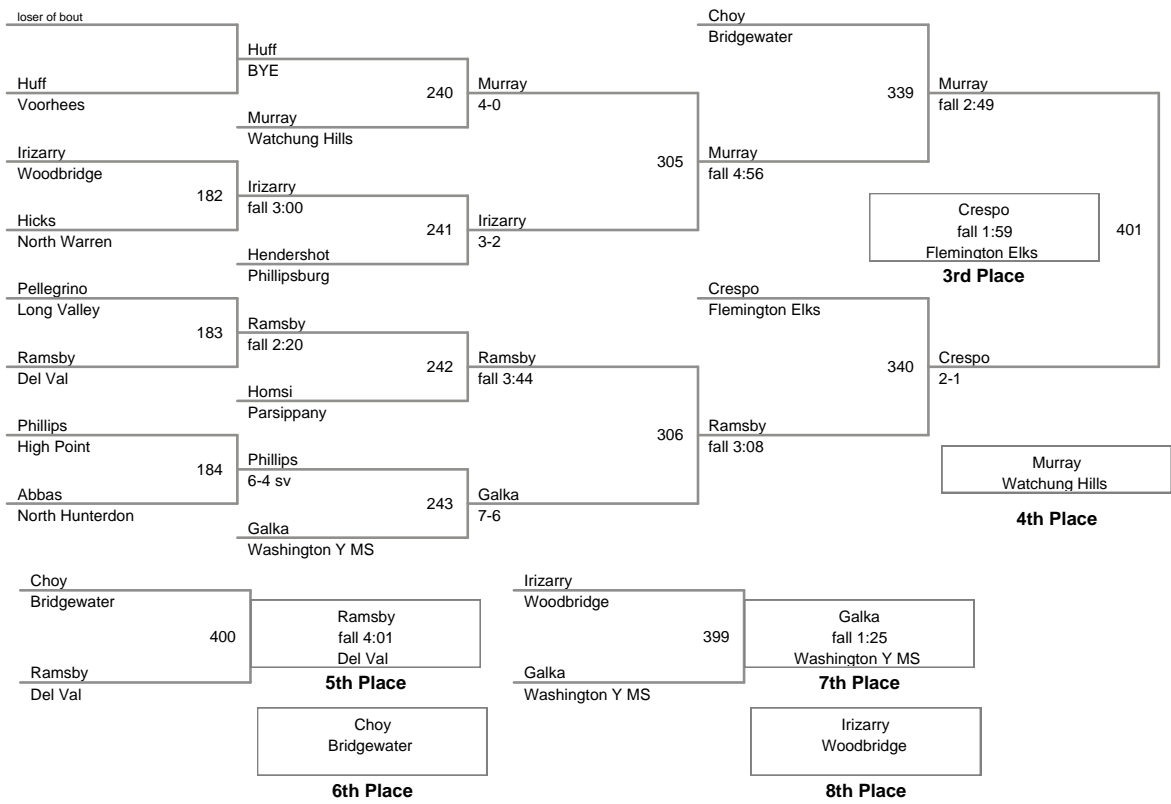 loser of bout
Huff
Voorhees
Irizarry
Woodbridge
182
Hicks
North Warren
Pellegrino
Long Valley
183
Ramsby
Del Val
Phillips
High Point
184
Abbas
North Hunterdon
Huff
BYE
240
Murray
Watchung Hills
Irizarry
fall 3:00
241
Hendershot
Phillipsburg
Ramsby
fall 2:20
242
Homsi
Parsippany
Phillips
6-4 sv
243
Galka
Washington Y MS
Murray
4-0
305
Irizarry
3-2
Ramsby
fall 3:44
306
Galka
7-6
Choy
Bridgewater
339
Murray
fall 4:56
Crespo
Flemington Elks
340
Ramsby
fall 3:08
Murray
fall 2:49
401
Crespo
2-1
Crespo
fall 1:59
Flemington Elks
3rd Place
Murray
Watchung Hills
4th Place
Choy
Bridgewater
400
Ramsby
Del Val
Ramsby
fall 4:01
Del Val
5th Place
Choy
Bridgewater
6th Place
Irizarry
Woodbridge
399
Galka
Washington Y MS
Galka
fall 1:25
Washington Y MS
7th Place
Irizarry
Woodbridge
8th Place